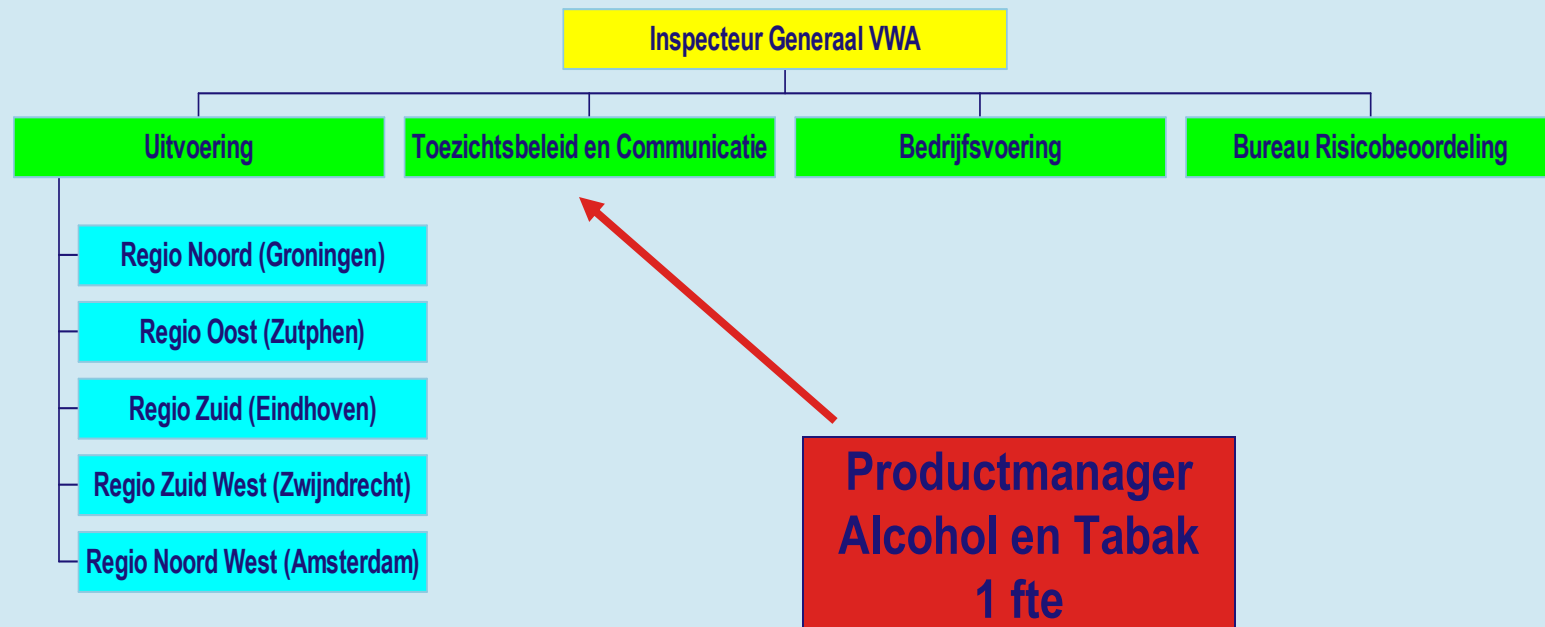 Inspecteur Generaal VWA
Uitvoering
Toezichtsbeleid en Communicatie
Bedrijfsvoering
Bureau Risicobeoordeling
Regio Noord (Groningen)
Regio Oost (Zutphen)
Regio Zuid (Eindhoven)
Regio Zuid West (Zwijndrecht)
Regio Noord West (Amsterdam)
Productmanager
Alcohol en Tabak
1 fte